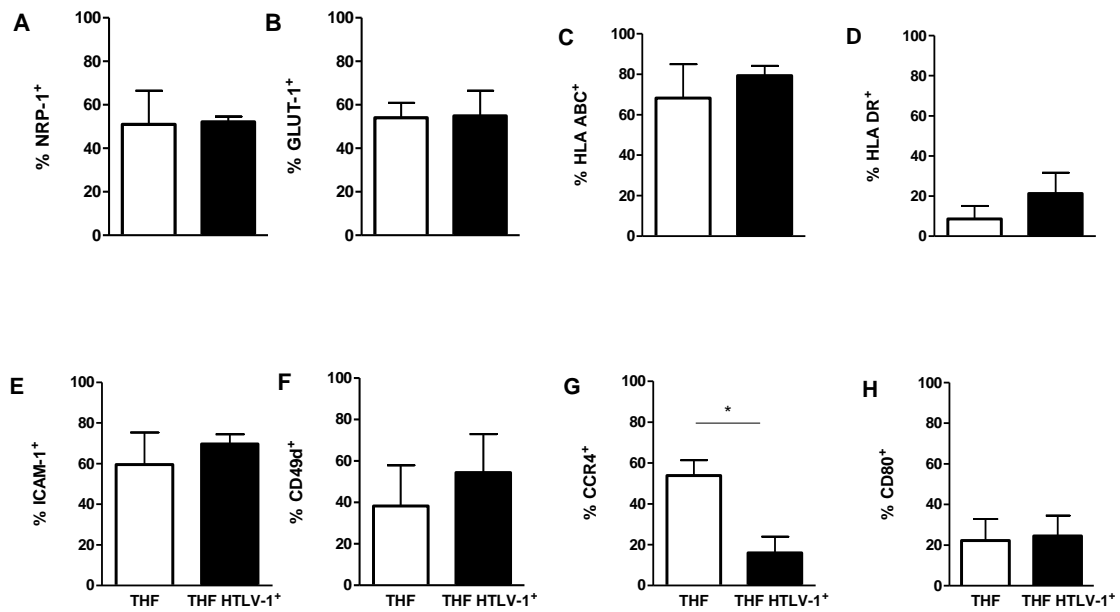 A
% NRP-1⁺
100
80
60
40
20
0
B
% GLUT-1⁺
100
80
60
40
20
0
C
% HLA ABC⁺
100
80
60
40
20
0
D
% HLA DR⁺
100
80
60
40
20
0
E
% ICAM-1⁺
100
80
60
40
20
0
THF THF HTLV-1⁺
F
% CD49d⁺
100
80
60
40
20
0
THF THF HTLV-1⁺
G
% CCR4⁺
100
80
60
40
20
0
*
THF THF HTLV-1⁺
H
% CD80⁺
100
80
60
40
20
0
THF THF HTLV-1⁺